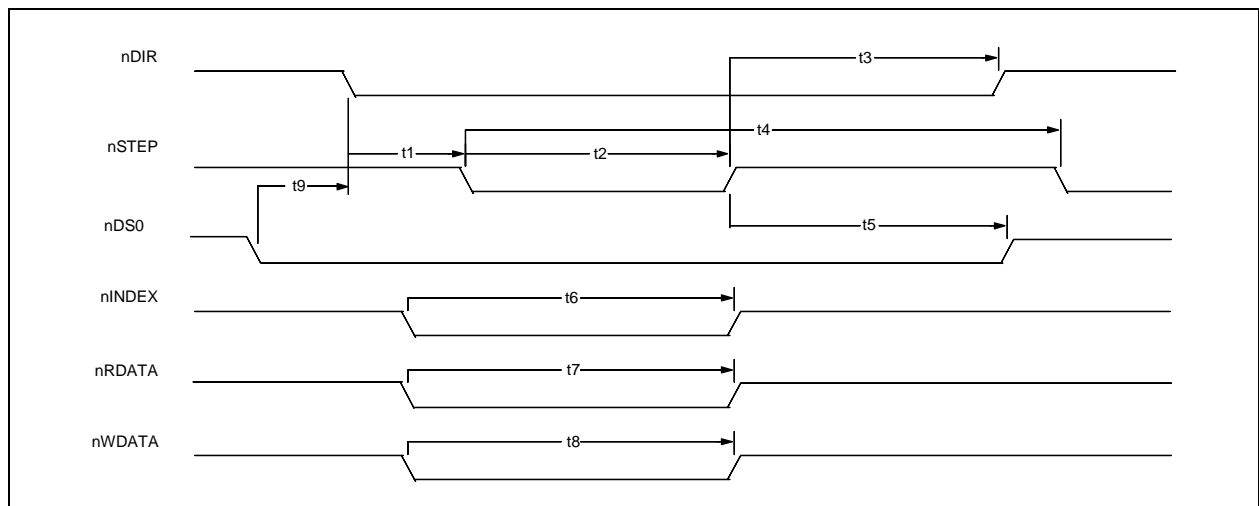 nDIR
t3
t4
nSTEP
t1
t2
t9
nDS0
t5
nINDEX
t6
nRDATA
t7
nWDATA
t8